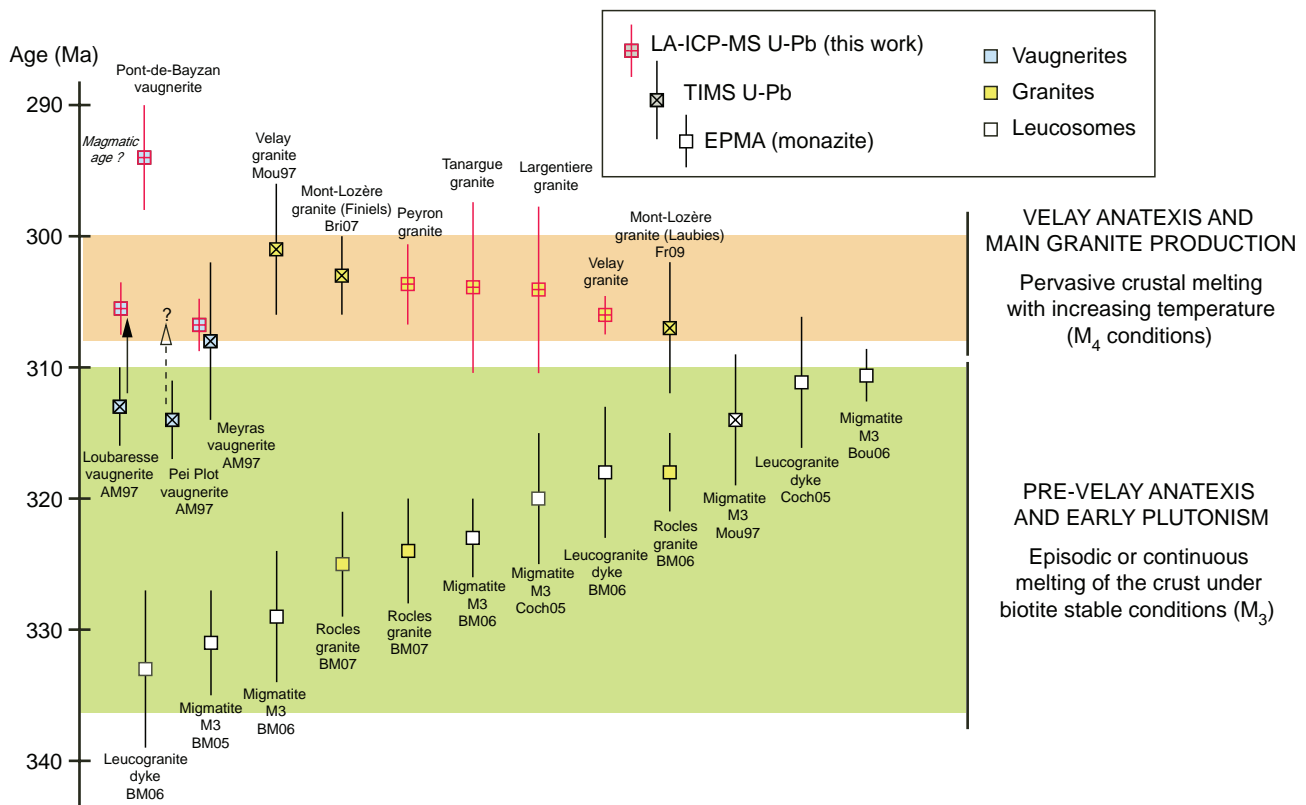 Age (Ma)
290
300
310
320
330
340
LA-ICP-MS U-Pb (this work)
TIMS U-Pb
EPMA (monazite)
Vaugnerites
Granites
Leucosomes
Pont-de-Bayzan
vaugnerite
Magmatic
age ?
Velay
granite
Mou97
Mont-Lozère
granite (Finiels)
Bri07
Peyron
granite
Tanargue
granite
Largentiere
granite
Velay
granite
Mont-Lozère
granite (Laubies)
Fr09
?
Loubaresse
vaugnerite
AM97
Pei Plot
vaugnerite
AM97
Meyras
vaugnerite
AM97
Leucogranite
dyke
BM06
Migmatite
M3
BM05
Migmatite
M3
BM06
Rocles
granite
BM07
Rocles
granite
BM07
Migmatite
M3
BM06
Migmatite
M3
Coch05
Leucogranite
dyke
BM06
Rocles
granite
BM06
Migmatite
M3
Mou97
Leucogranite
dyke
Coch05
Migmatite
M3
Bou06
VELAY ANATEXIS AND
MAIN GRANITE PRODUCTION
Pervasive crustal melting
with increasing temperature
(M4 conditions)
PRE-VELAY ANATEXIS
AND EARLY PLUTONISM
Episodic or continuous
melting of the crust under
biotite stable conditions (M3)